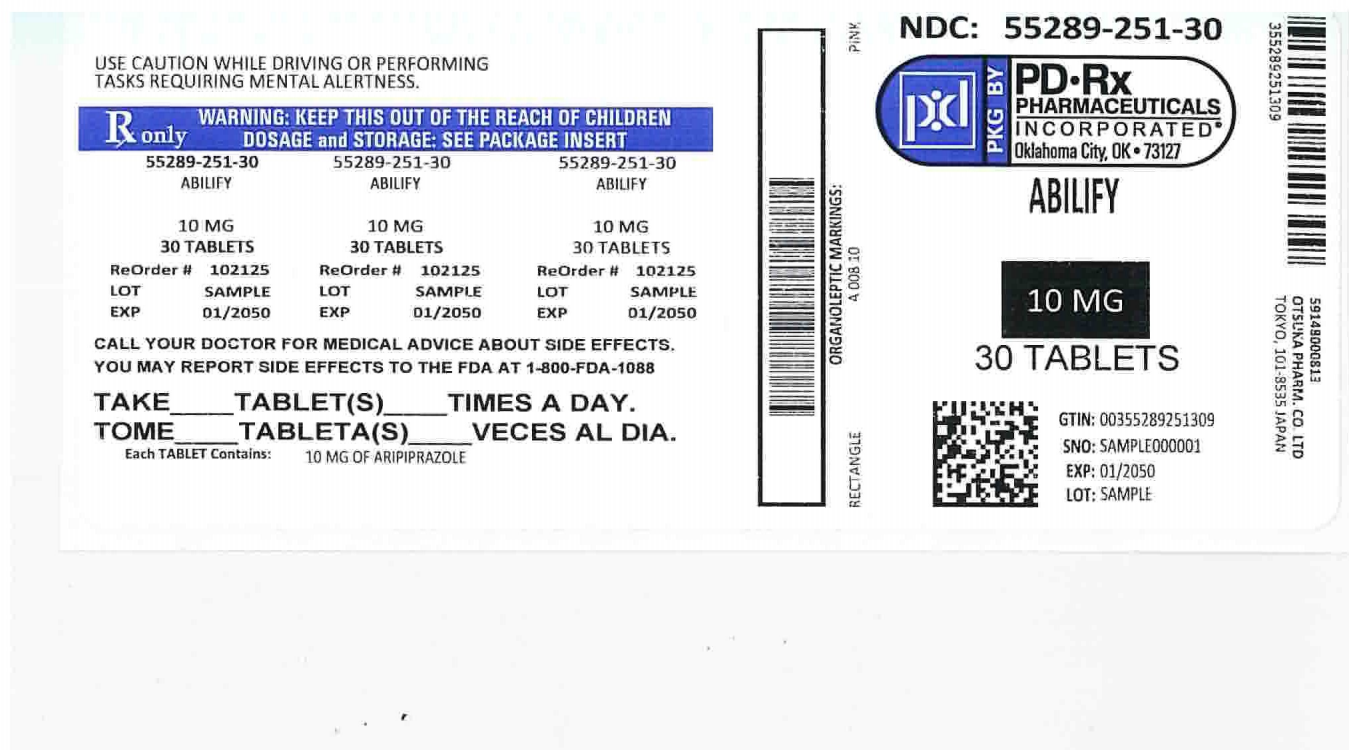 USE CAUTION WHILE DRIVING OR PERFORMING
TASKS REQUIRING MENTAL ALERTNESS.
Rx only
WARNING: KEEP THIS OUT OF THE REACH OF CHILDREN
DOSAGE and STORAGE: SEE PACKAGE INSERT
55289-251-30 55289-251-30 55289-251-30
ABILIFY ABILIFY ABILIFY
10 MG 10 MG 10 MG
30 TABLETS 30 TABLETS 30 TABLETS
ReOrder # 102125 ReOrder # 102125 ReOrder # 102125
LOT SAMPLE LOT SAMPLE LOT SAMPLE
EXP 01/2050 EXP 01/2050 EXP 01/2050
CALL YOUR DOCTOR FOR MEDICAL ADVICE ABOUT SIDE EFFECTS.
YOU MAY REPORT SIDE EFFECTS TO THE FDA AT 1-800-FDA-1088
TAKE____TABLET(S)____TIMES A DAY.
TOME____TABLETA(S)____VECES AL DIA.
Each TABLET Contains: 10 MG OF ARIPIPRAZOLE
ORGANOLEPTIC MARKINGS:
RECTANGLE A 008 10 PINK
NDC: 55289-251-30
PKG BY
PD•Rx
PHARMACEUTICALS
INCORPORATED®
Oklahoma City, OK • 73127
ABILIFY
10 MG
30 TABLETS
GTIN: 00355289251309
SNO: SAMPLE000001
EXP: 01/2050
LOT: SAMPLE
355289251309
59148000813
OTSUKA PHARM. CO. LTD
TOKYO, 101-8535 JAPAN